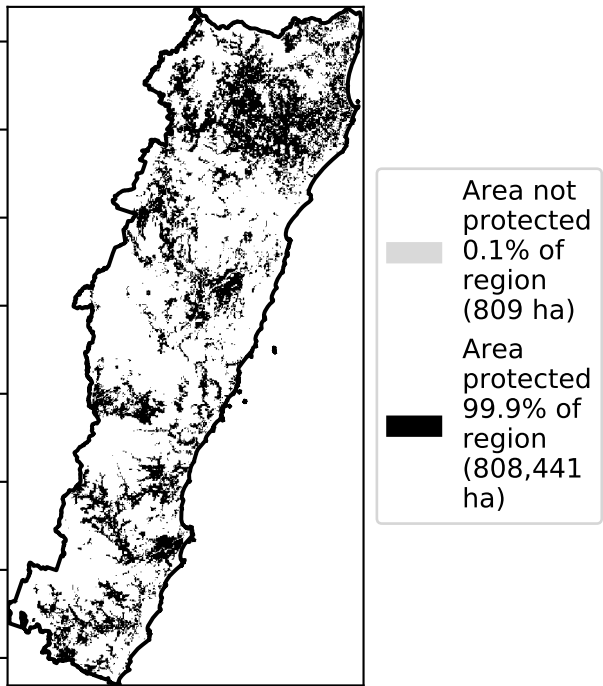 Area not
protected
0.1% of
region
(809 ha)
Area
protected
99.9% of
region
(808,441
ha)